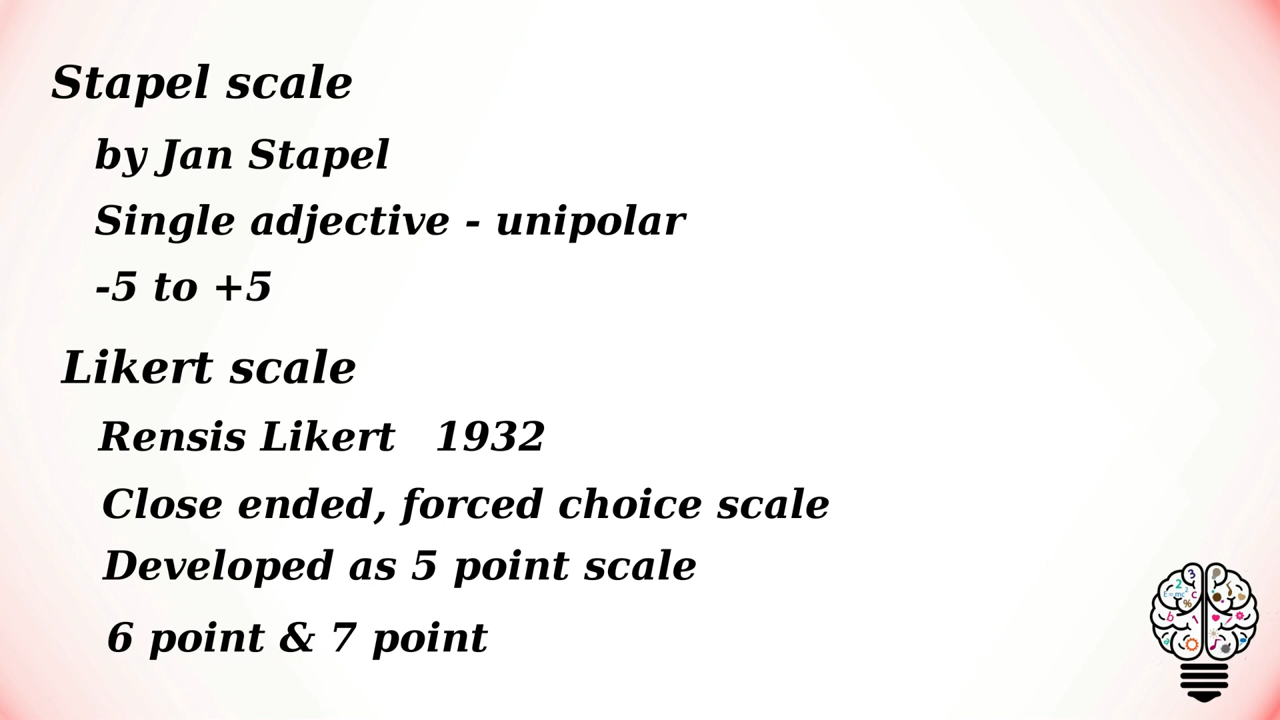 Stapel scale
by Jan Stapel
Single adjective - unipolar
-5 to +5
Likert scale
Rensis Likert 1932
Close ended, forced choice scale
Developed as 5 point scale
6 point & 7 point